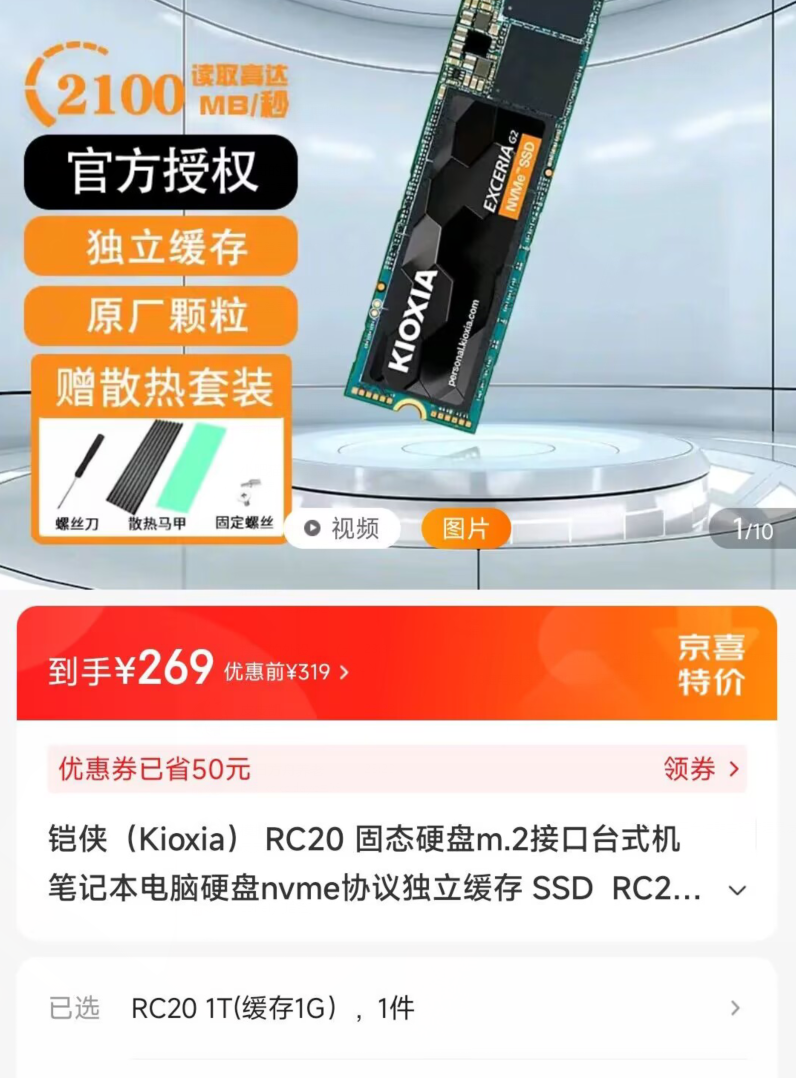 2100
读取高达
MB/秒
官方授权
独立缓存
原厂颗粒
赠散热套装
螺丝刀
散热马甲
固定螺丝
KIOXIA
EXCERIA G2
NVMe™SSD
personal.kioxia.com
视频
图片
1/10
到手¥269 优惠前¥319 >
京喜
特价
优惠券已省50元
领券 >
铠侠（Kioxia） RC20 固态硬盘m.2接口台式机
笔记本电脑硬盘nvme协议独立缓存 SSD RC2...
已选 RC20 1T(缓存1G），1件 >